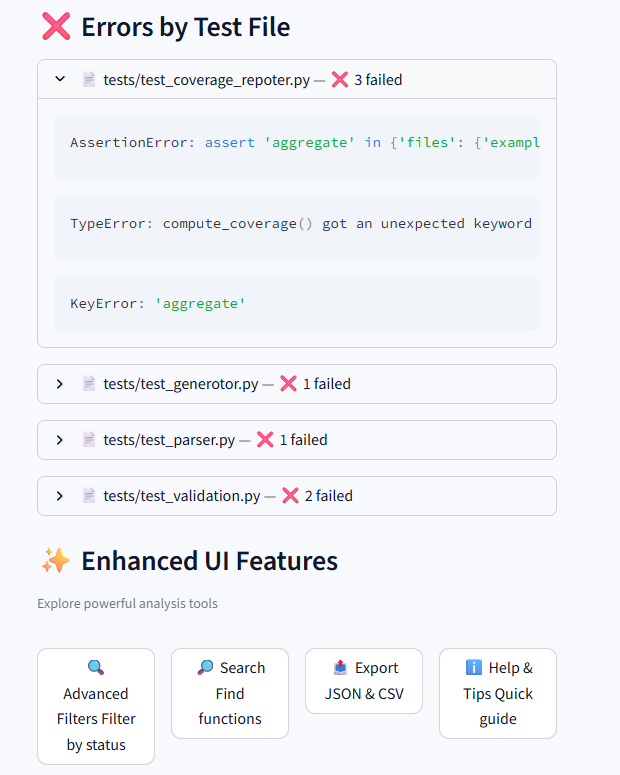 ❌ Errors by Test File
tests/test_coverage_repoter.py — ❌ 3 failed
AssertionError: assert 'aggregate' in {'files': {'exampl
TypeError: compute_coverage() got an unexpected keyword
KeyError: 'aggregate'
tests/test_generotor.py — ❌ 1 failed
tests/test_parser.py — ❌ 1 failed
tests/test_validation.py — ❌ 2 failed
✨ Enhanced UI Features
Explore powerful analysis tools
🔍
Advanced
Filters Filter
by status
🔎 Search
Find
functions
📤 Export
JSON & CSV
ℹ️ Help &
Tips Quick
guide